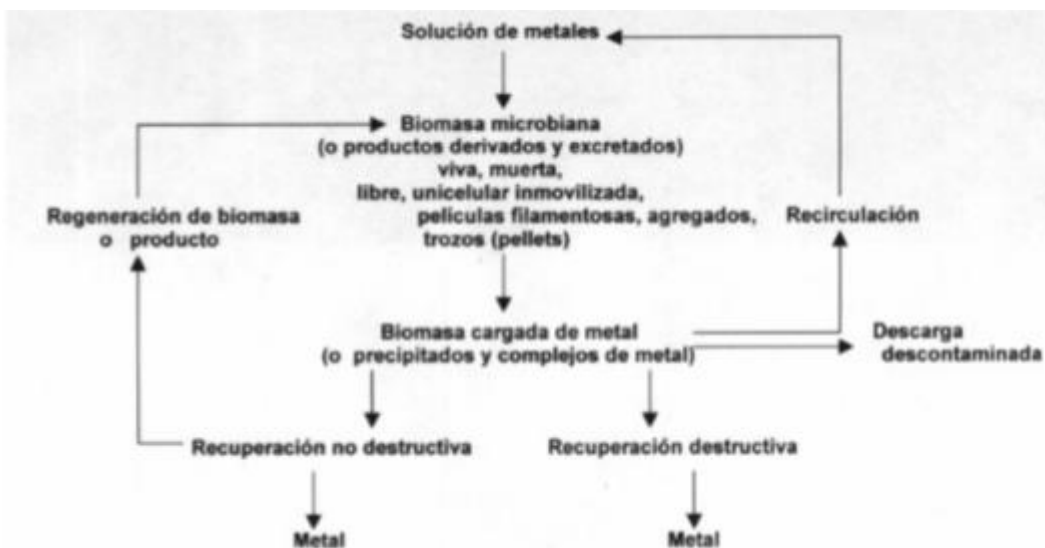 Solución de metales
Biomasa microbiana
(o productos derivados y excretados)
viva, muerta,
libre, unicelular inmovilizada,
películas filamentosas, agregados,
trozos (pellets)
Regeneración de biomasa
o producto
Recirculación
Biomasa cargada de metal
(o precipitados y complejos de metal)
Descarga
descontaminada
Recuperación no destructiva
Recuperación destructiva
Metal
Metal